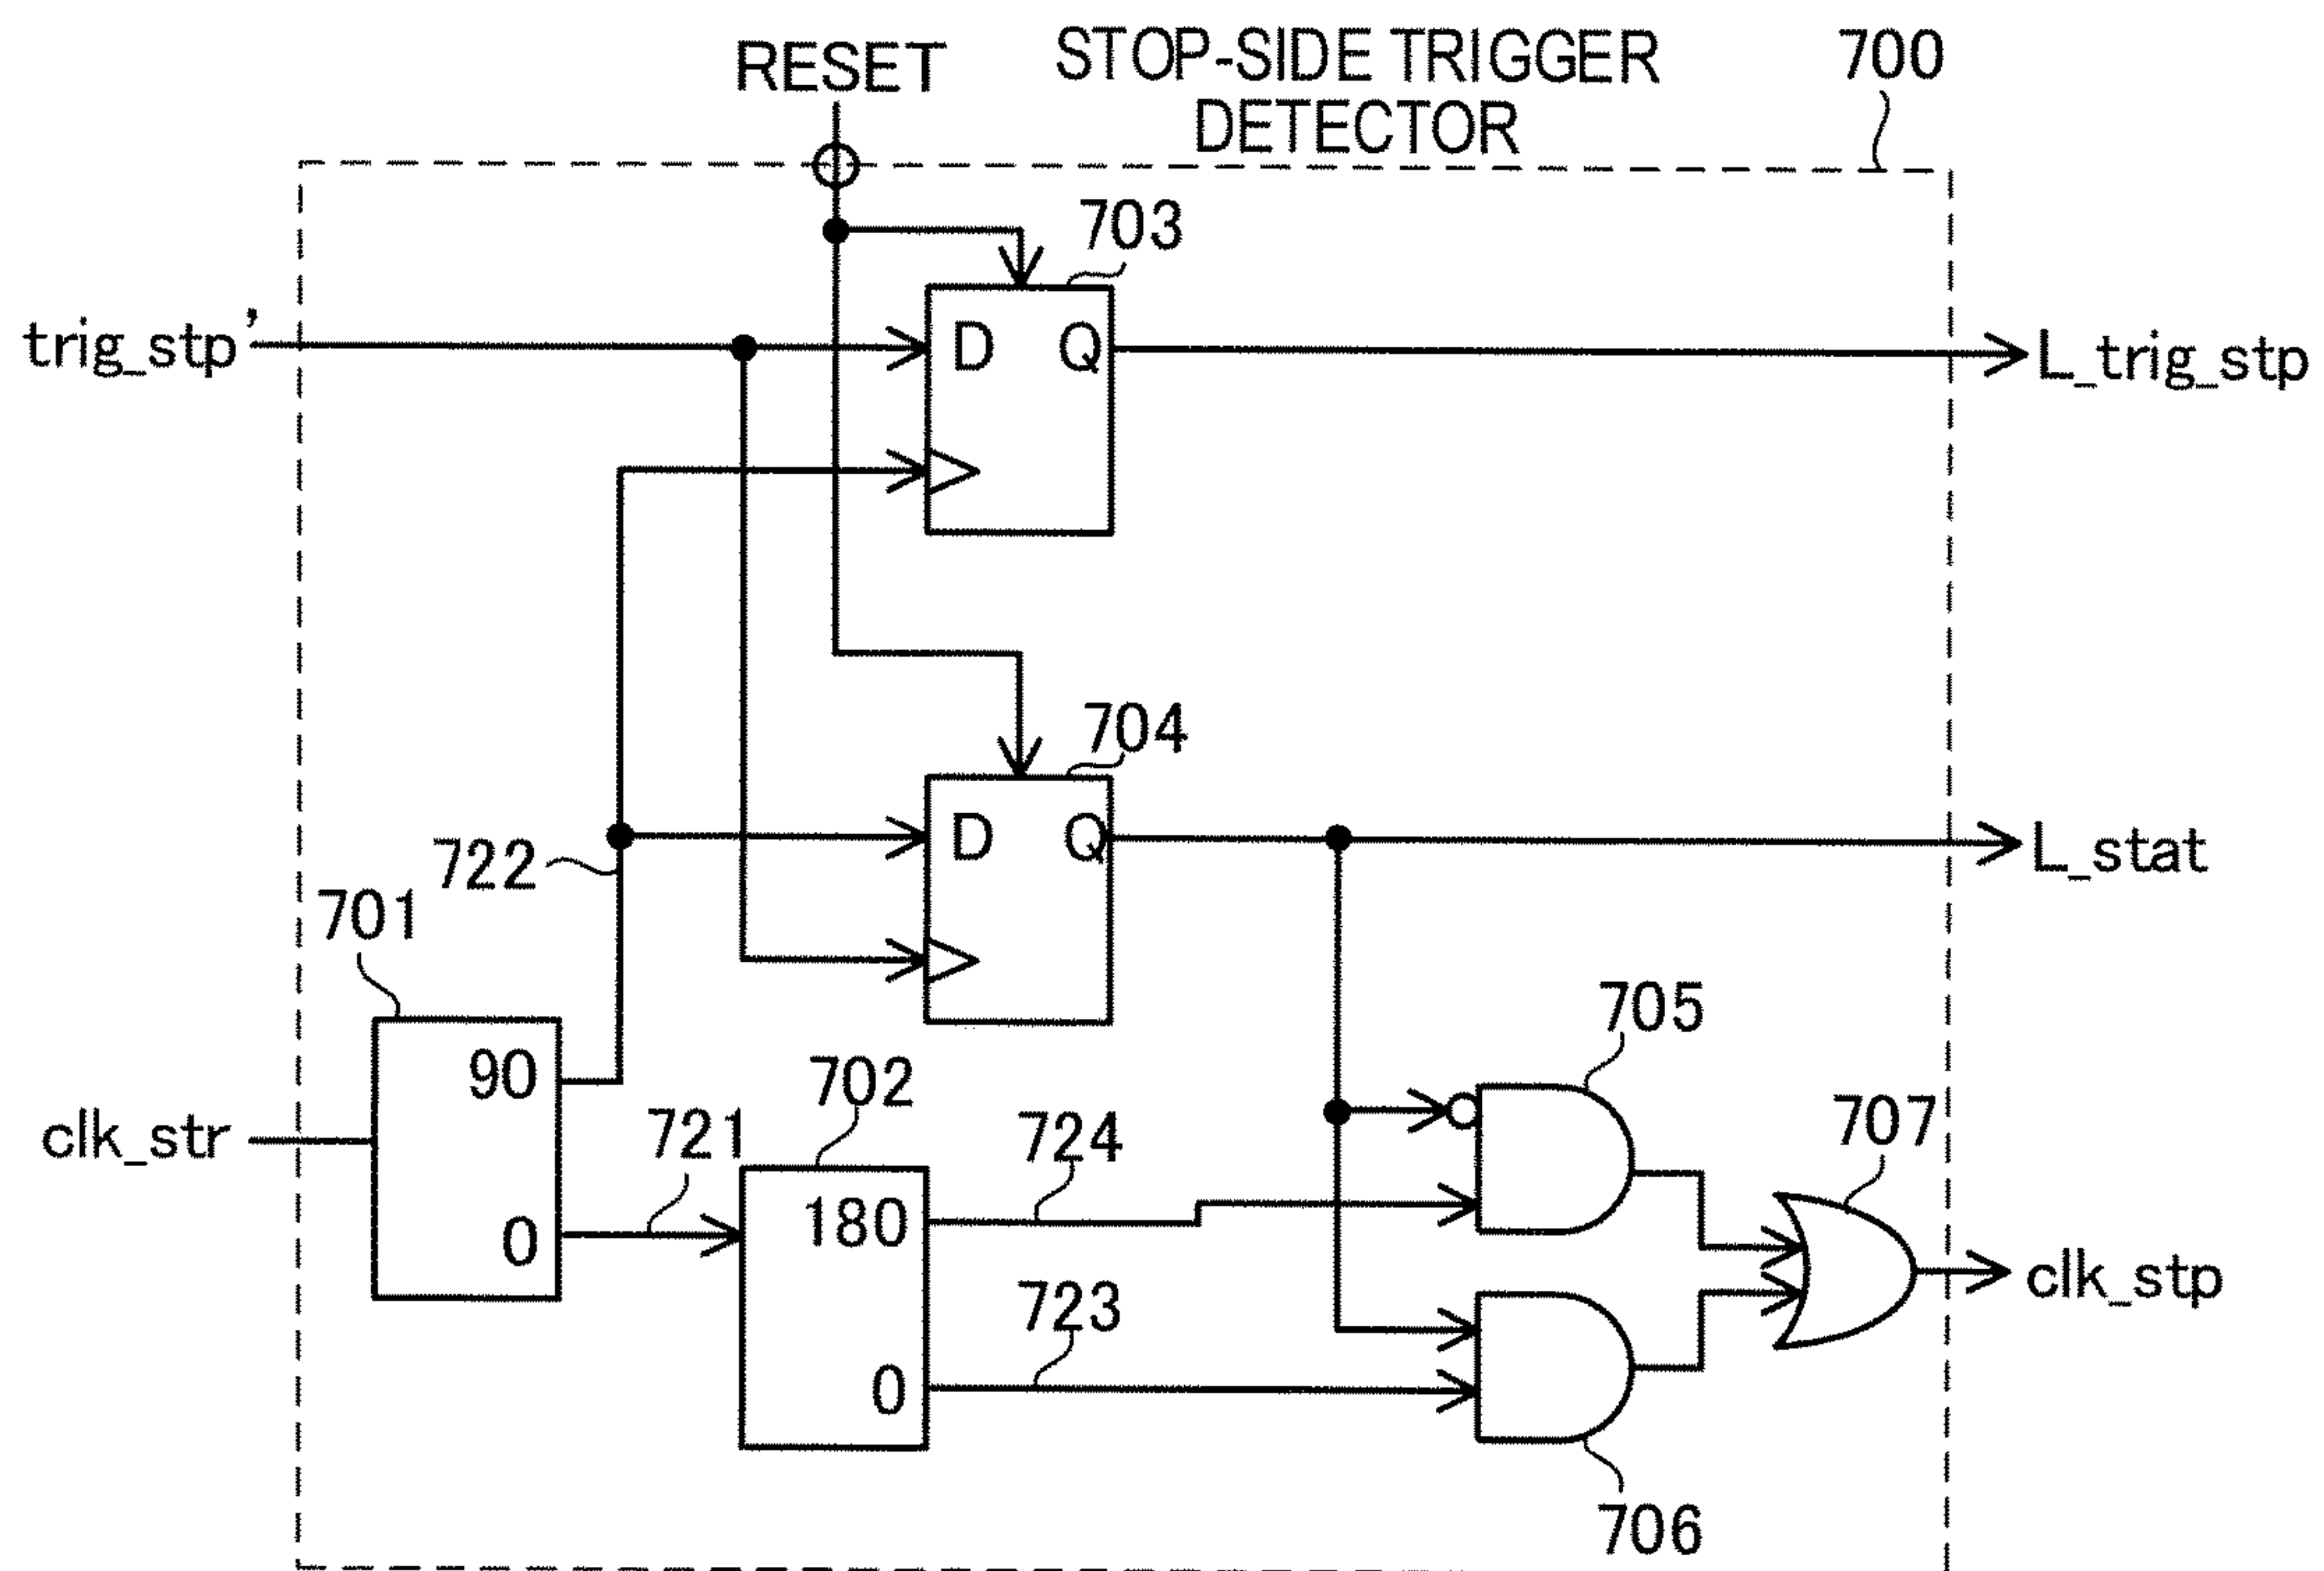 RESET
STOP-SIDE TRIGGER
DETECTOR
700
703
trig_stp’
D
Q
L_trig_stp
704
D
Q
L_stat
722
701
90
0
clk_str
721
702
180
0
724
723
705
706
707
clk_stp